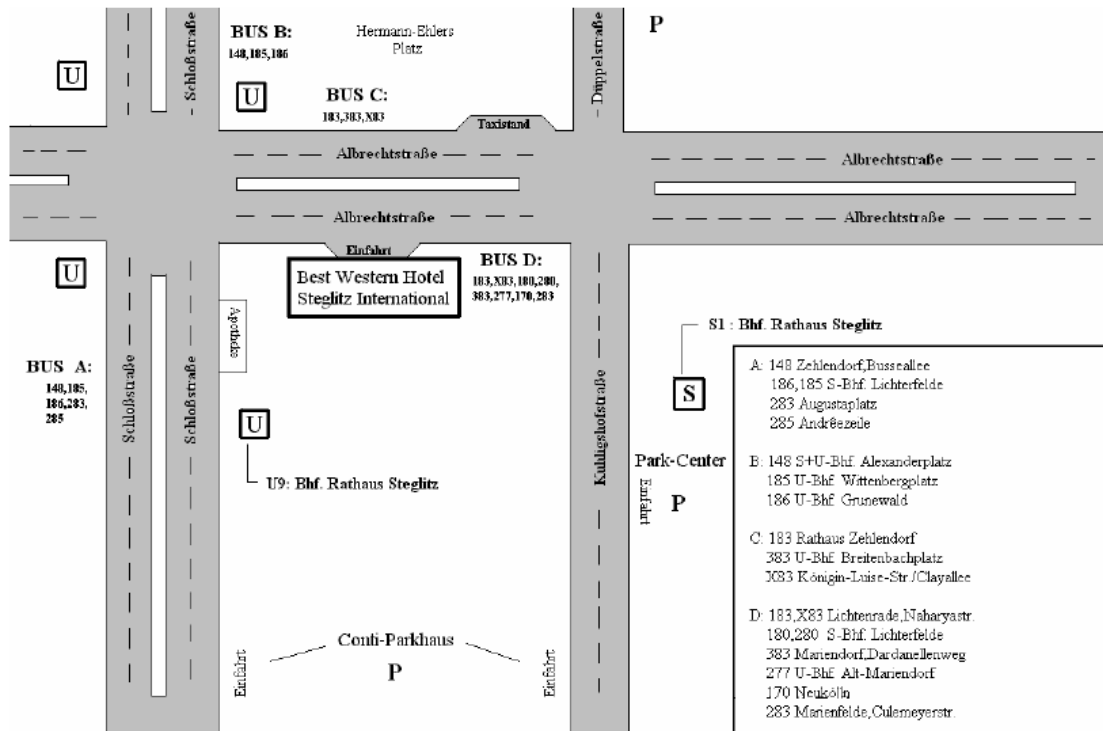 BUS B:
148,185,186
Hermann-Ehlers
Platz
P
U
Schloßstraße
Düppelstraße
U
BUS C:
183,383,X83
Taxistand
Albrechtstraße
Albrechtstraße
Albrechtstraße
Albrechtstraße
Einfahrt
U
Best Western Hotel
Steglitz International
BUS D:
183,X83,180,280,
383,277,170,283
Apotheke
S1 : Bhf. Rathaus Steglitz
BUS A:
148,185,
186,283,
285
Schloßstraße
Schloßstraße
S
U
U9: Bhf. Rathaus Steglitz
Kuhligshofstraße
Park-Center
Einfahrt
P
A: 148 Zehlendorf,Busseallee
186,185 S-Bhf. Lichterfelde
283 Augustaplatz
285 Andrêezeile
B: 148 S+U-Bhf. Alexanderplatz
185 U-Bhf. Wittenbergplatz
186 U-Bhf. Grunewald
C: 183 Rathaus Zehlendorf
383 U-Bhf. Breitenbachplatz
X83 Königin-Luise-Str./Clayallee
D: 183,X83 Lichtenrade,Naharyastr.
180,280 S-Bhf. Lichterfelde
383 Mariendorf,Dardanellenweg
277 U-Bhf. Alt-Mariendorf
170 Neukölln
283 Marienfelde,Culemeyerstr.
Conti-Parkhaus
P
Einfahrt
Einfahrt